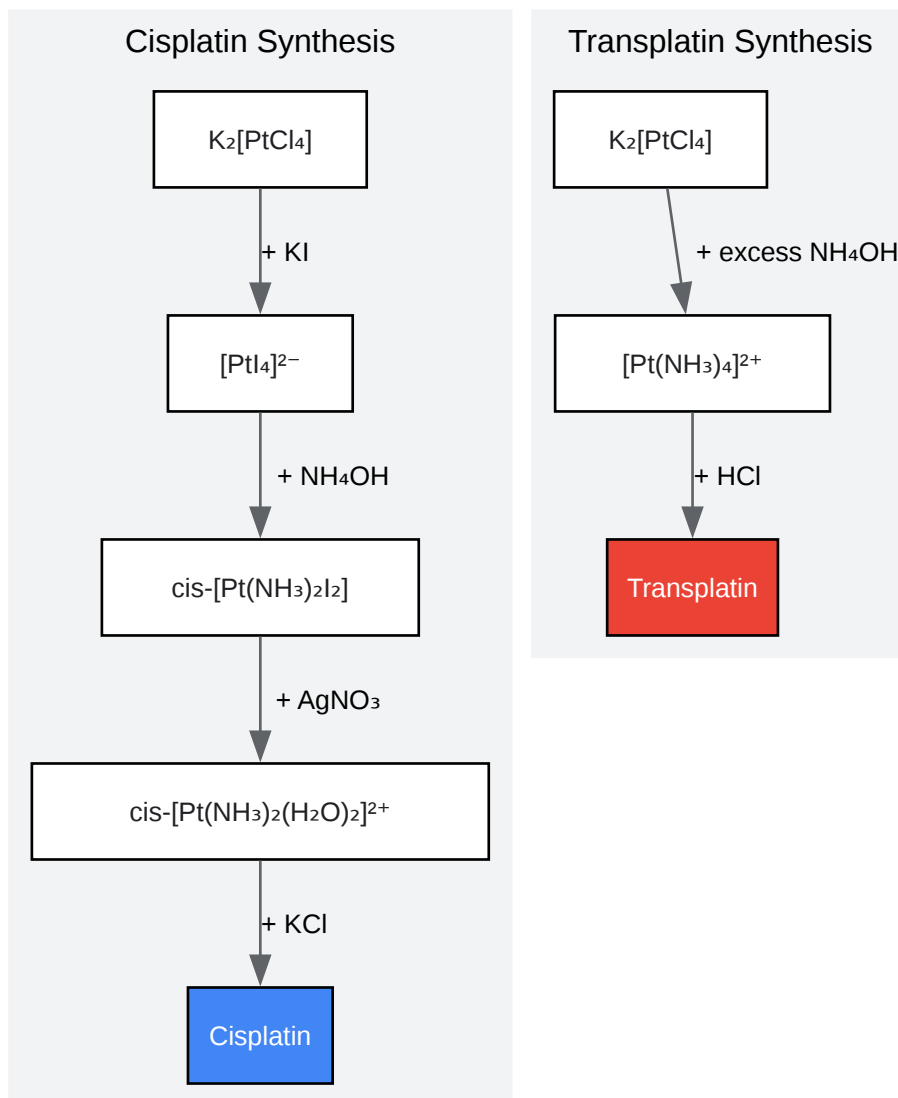 Cisplatin Synthesis
K₂[PtCl₄]
+ KI
[PtI₄]²⁻
+ NH₄OH
cis-[Pt(NH₃)₂I₂]
+ AgNO₃
cis-[Pt(NH₃)₂(H₂O)₂]²⁺
+ KCl
Cisplatin
Transplatin Synthesis
K₂[PtCl₄]
+ excess NH₄OH
[Pt(NH₃)₄]²⁺
+ HCl
Transplatin